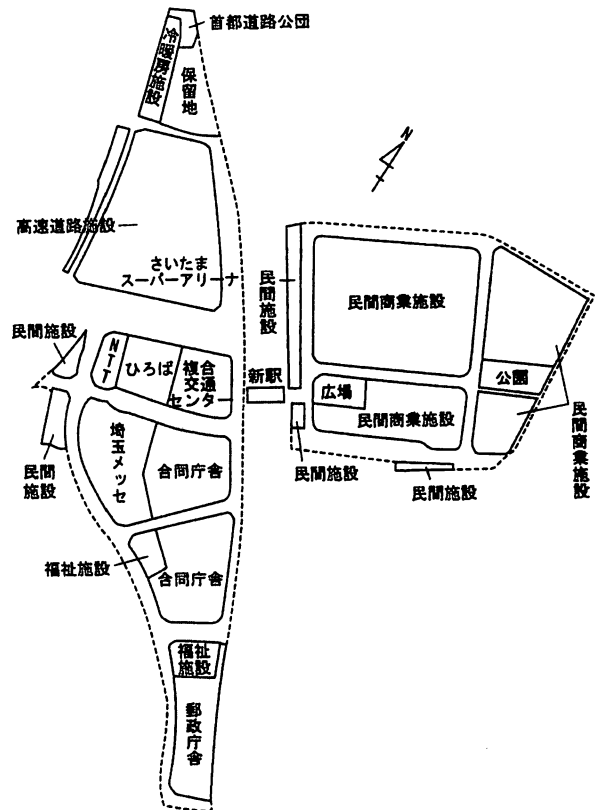 首都道路公団
冷暖房施設
保留地
N
高速道路施設
さいたま
スーパーアリーナ
民間施設
民間商業施設
民間施設
NTT
ひろば
複合
交通
センター
新駅
広場
公園
民間商業施設
民間商業施設
埼玉メッセ
合同庁舎
民間
施設
民間施設
民間施設
福祉施設
合同庁舎
福祉
施設
郵政庁舎